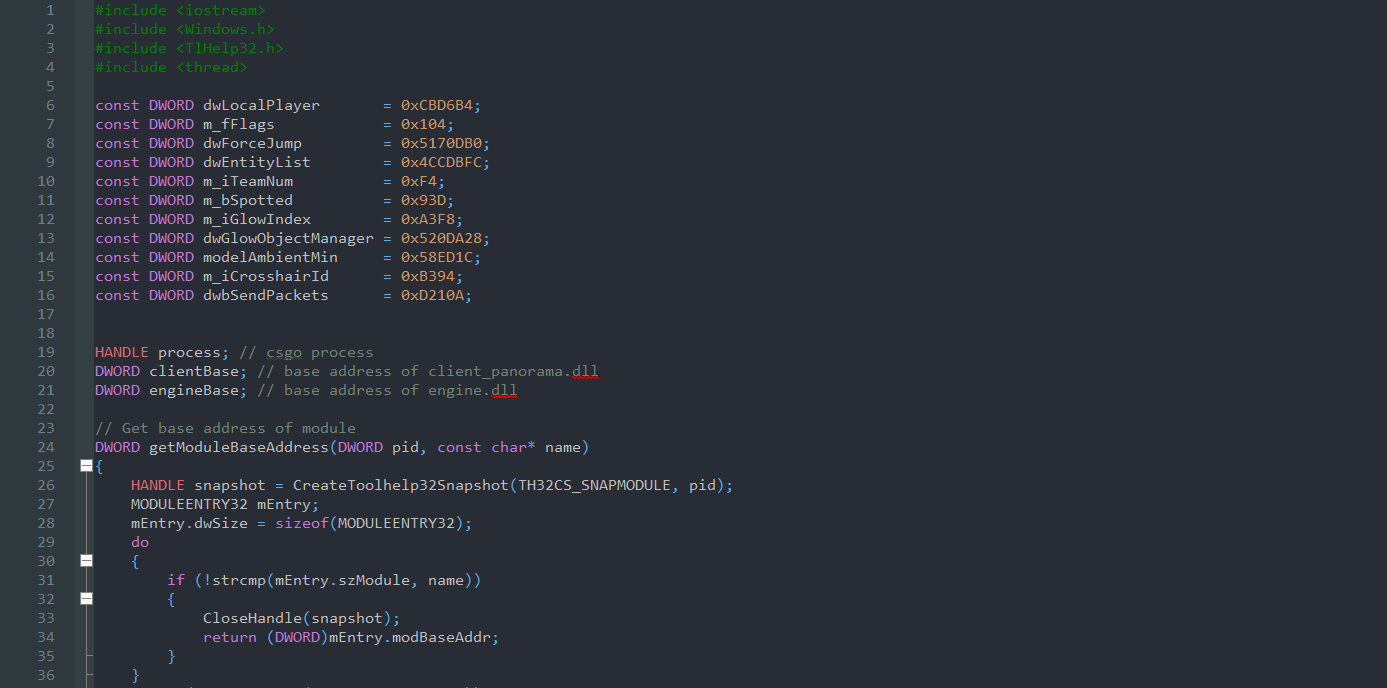 1 #include <iostream>
2 #include <Windows.h>
3 #include <TlHelp32.h>
4 #include <thread>
5
6 const DWORD dwLocalPlayer       = 0xCBD6B4;
7 const DWORD m_fFlags            = 0x104;
8 const DWORD dwForceJump         = 0x5170DB0;
9 const DWORD dwEntityList        = 0x4CCDBFC;
10 const DWORD m_iTeamNum          = 0xF4;
11 const DWORD m_bSpotted          = 0x93D;
12 const DWORD m_iGlowIndex        = 0xA3F8;
13 const DWORD dwGlowObjectManager = 0x520DA28;
14 const DWORD modelAmbientMin     = 0x58ED1C;
15 const DWORD m_iCrosshairId      = 0xB394;
16 const DWORD dwbSendPackets      = 0xD210A;
17
18
19 HANDLE process; // csgo process
20 DWORD clientBase; // base address of client_panorama.dll
21 DWORD engineBase; // base address of engine.dll
22
23 // Get base address of module
24 DWORD getModuleBaseAddress(DWORD pid, const char* name)
25 {
26     HANDLE snapshot = CreateToolhelp32Snapshot(TH32CS_SNAPMODULE, pid);
27     MODULEENTRY32 mEntry;
28     mEntry.dwSize = sizeof(MODULEENTRY32);
29     do
30     {
31         if (!strcmp(mEntry.szModule, name))
32         {
33             CloseHandle(snapshot);
34             return (DWORD)mEntry.modBaseAddr;
35         }
36     }